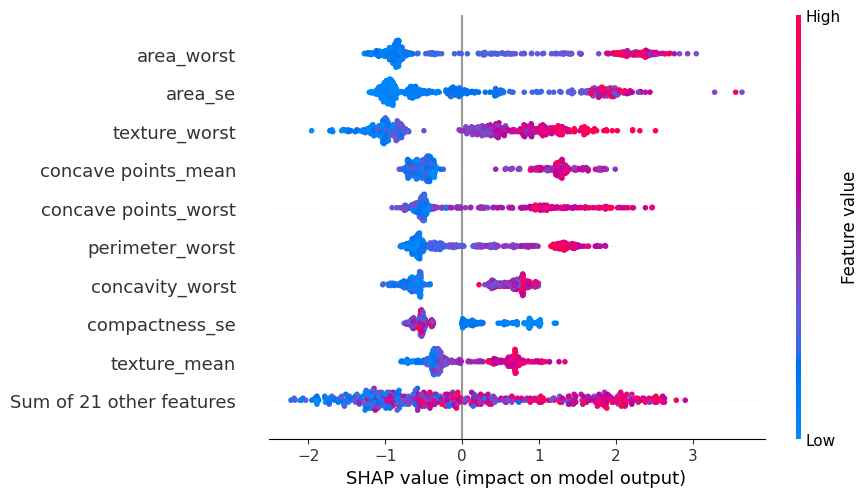 High
area_worst
area_se
texture_worst
concave points_mean
concave points_worst
perimeter_worst
concavity_worst
compactness_se
texture_mean
Sum of 21 other features
Feature value
Low
−2 −1 0 1 2 3
SHAP value (impact on model output)